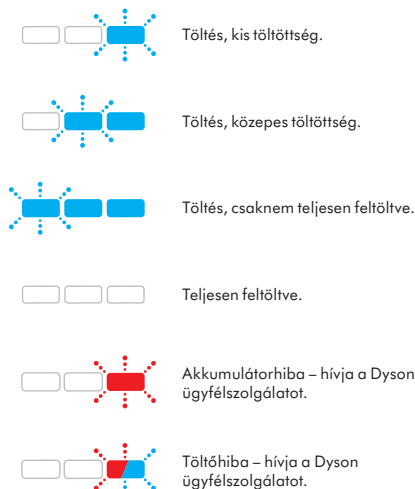 Töltés, kis töltöttség.
Töltés, közepes töltöttség.
Töltés, csaknem teljesen feltöltve.
Teljesen feltöltve.
Akkumulátorhiba – hívja a Dyson
ügyfélszolgálatot.
Töltőhiba – hívja a Dyson
ügyfélszolgálatot.